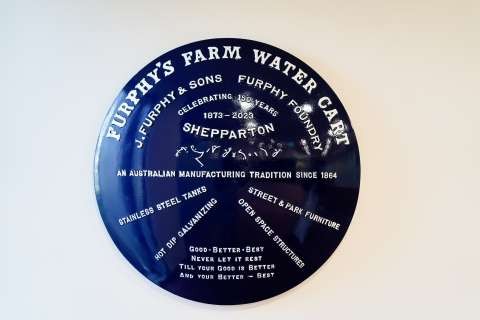 FURPHY'S FARM WATER CART
J. FURPHY & SONS FURPHY FOUNDRY
CELEBRATING 150 YEARS
1873-2023
SHEPPARTON
AN AUSTRALIAN MANUFACTURING TRADITION SINCE 1864
STAINLESS STEEL TANKS
STREET & PARK FURNITURE
HOT DIP GALVANIZING
OPEN SPACE STRUCTURES
GOOD-BETTER-BEST
NEVER LET IT REST
TILL YOUR GOOD IS BETTER
AND YOUR BETTER - BEST